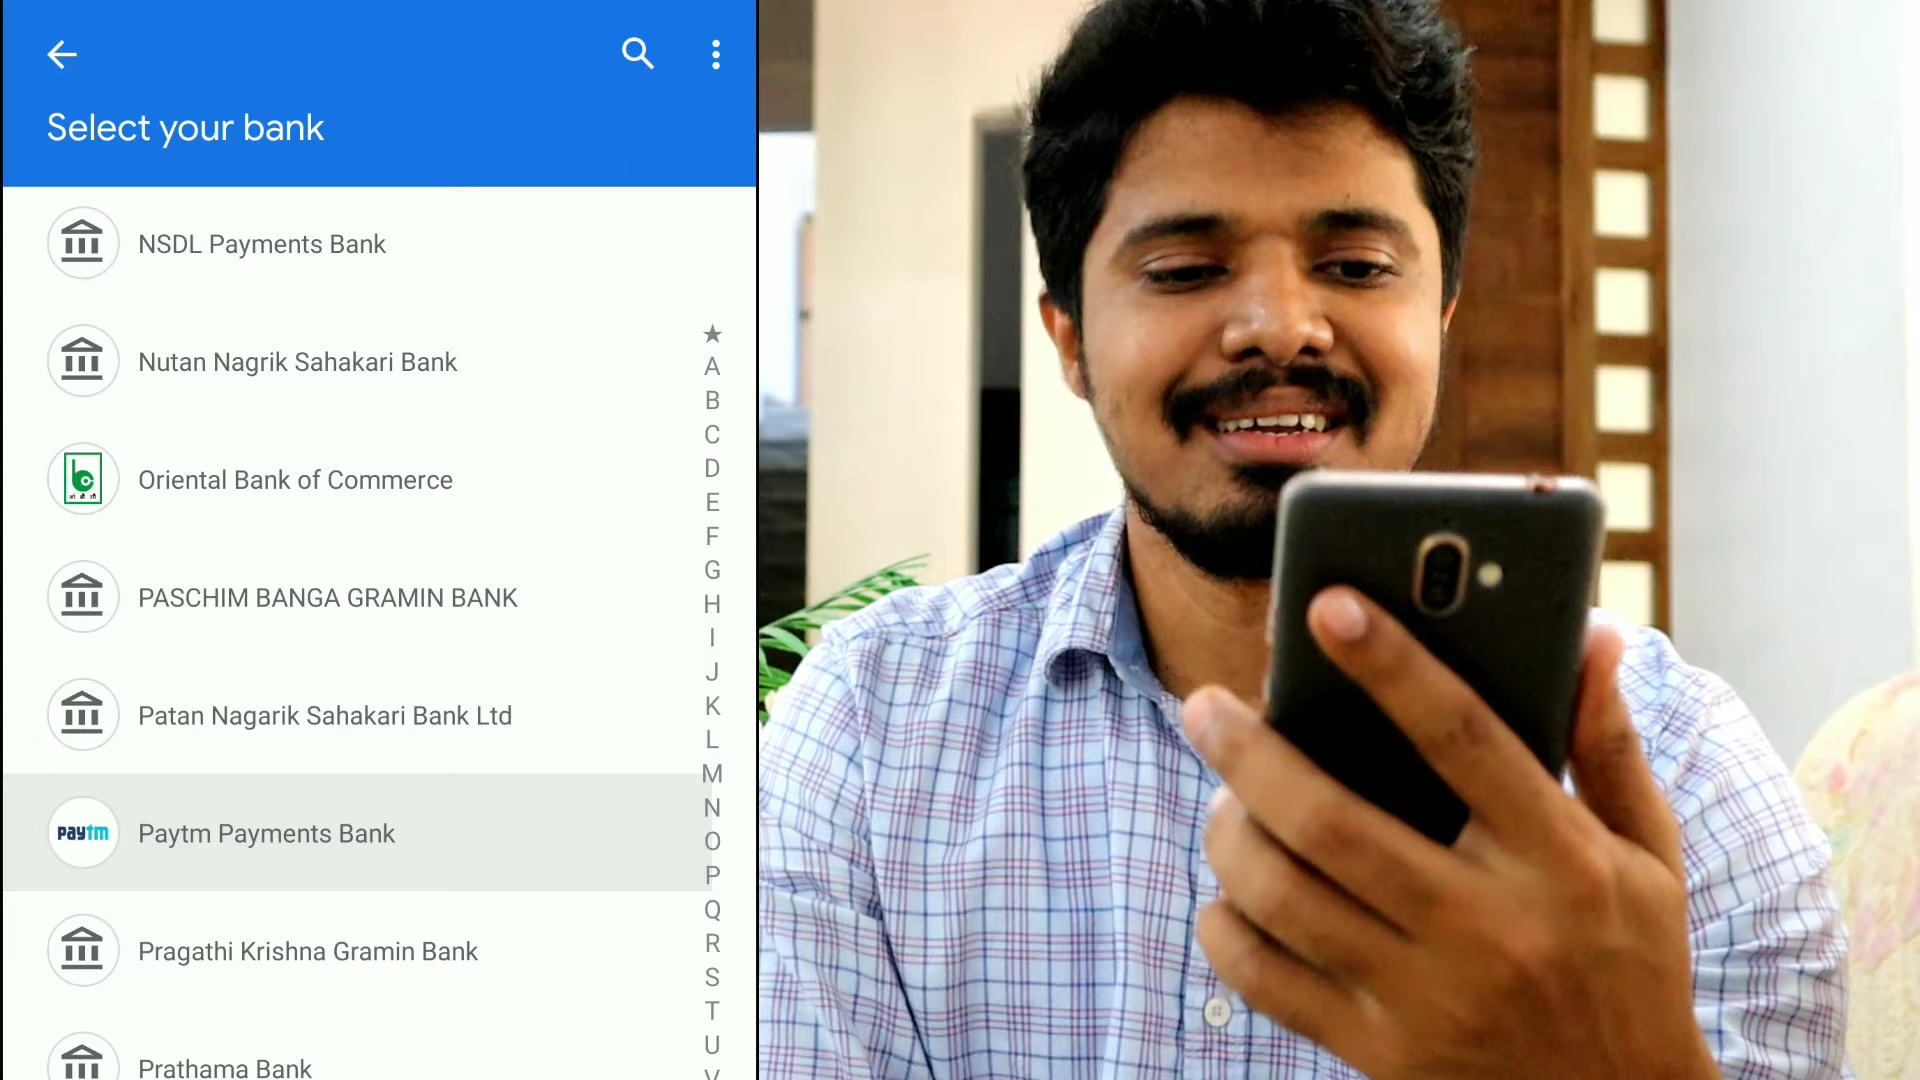 Select your bank
NSDL Payments Bank
Nutan Nagrik Sahakari Bank
Oriental Bank of Commerce
PASCHIM BANGA GRAMIN BANK
Patan Nagarik Sahakari Bank Ltd
paytm
Paytm Payments Bank
Pragathi Krishna Gramin Bank
Prathama Bank
A
B
C
D
E
F
G
H
I
J
K
L
M
N
O
P
Q
R
S
T
U
V